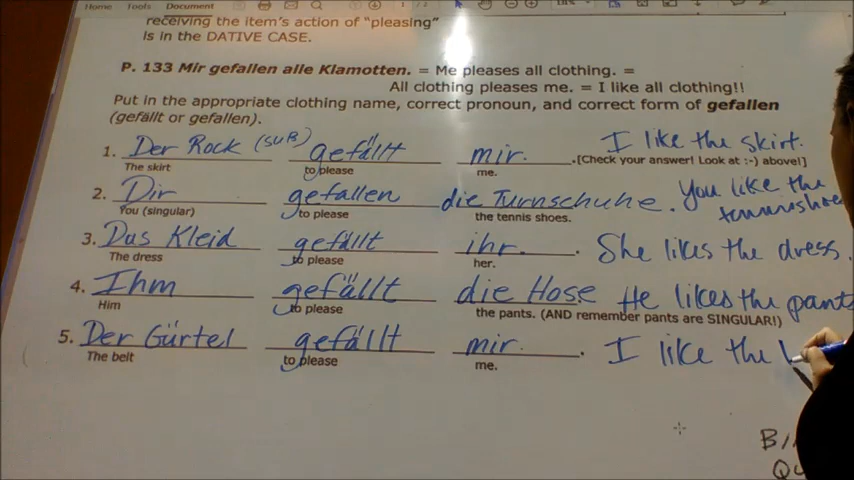 Home Tools Document
receiving the item's action of "pleasing"
is in the DATIVE CASE.
P. 133 Mir gefallen alle Klamotten. = Me pleases all clothing. =
All clothing pleases me. = I like all clothing!!
Put in the appropriate clothing name, correct pronoun, and correct form of gefallen
(gefällt or gefallen).
1. Der Rock (SUB) gefällt mir. I like the skirt.
The skirt to please me. [Check your answer! Look at :-) above!]
2. Dir gefallen die Turnschuhe. You like the
tennisshoe
You (singular) to please the tennis shoes.
3. Das Kleid gefällt ihr. She likes the dress.
The dress to please her.
4. Ihm gefällt die Hose He likes the pants
Him to please the pants. (AND remember pants are SINGULAR!)
5. Der Gürtel gefällt mir. I like the
The belt to please me.